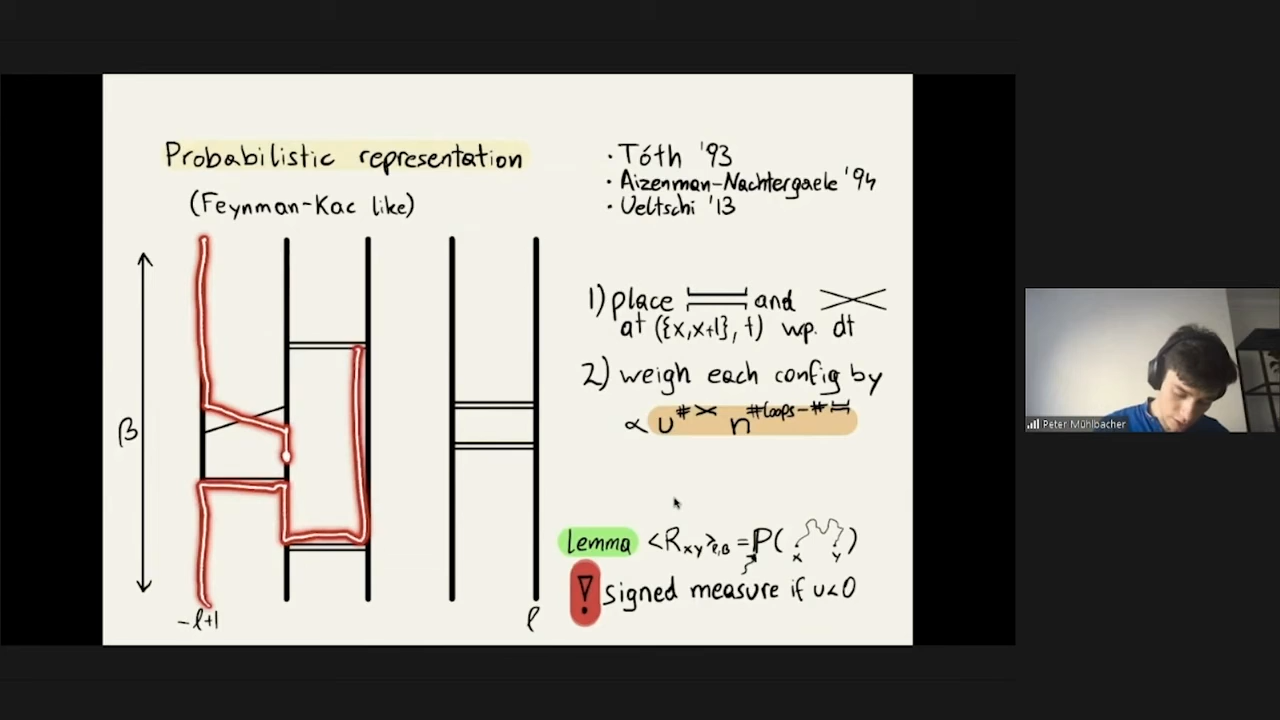 Probabilistic representation
(Feynman-Kac like)
β
-l+1
l
· Tóth '93
· Aizenman-Nachtergaele '94
· Ueltschi '13
1) place and
at ({x,x+1}, t) wp. dt
2) weigh each config by
∝ u^# n^#loops-#
Lemma <R_xy>_l,β = P( x y )
! signed measure if u<0
Peter Mühlbacher